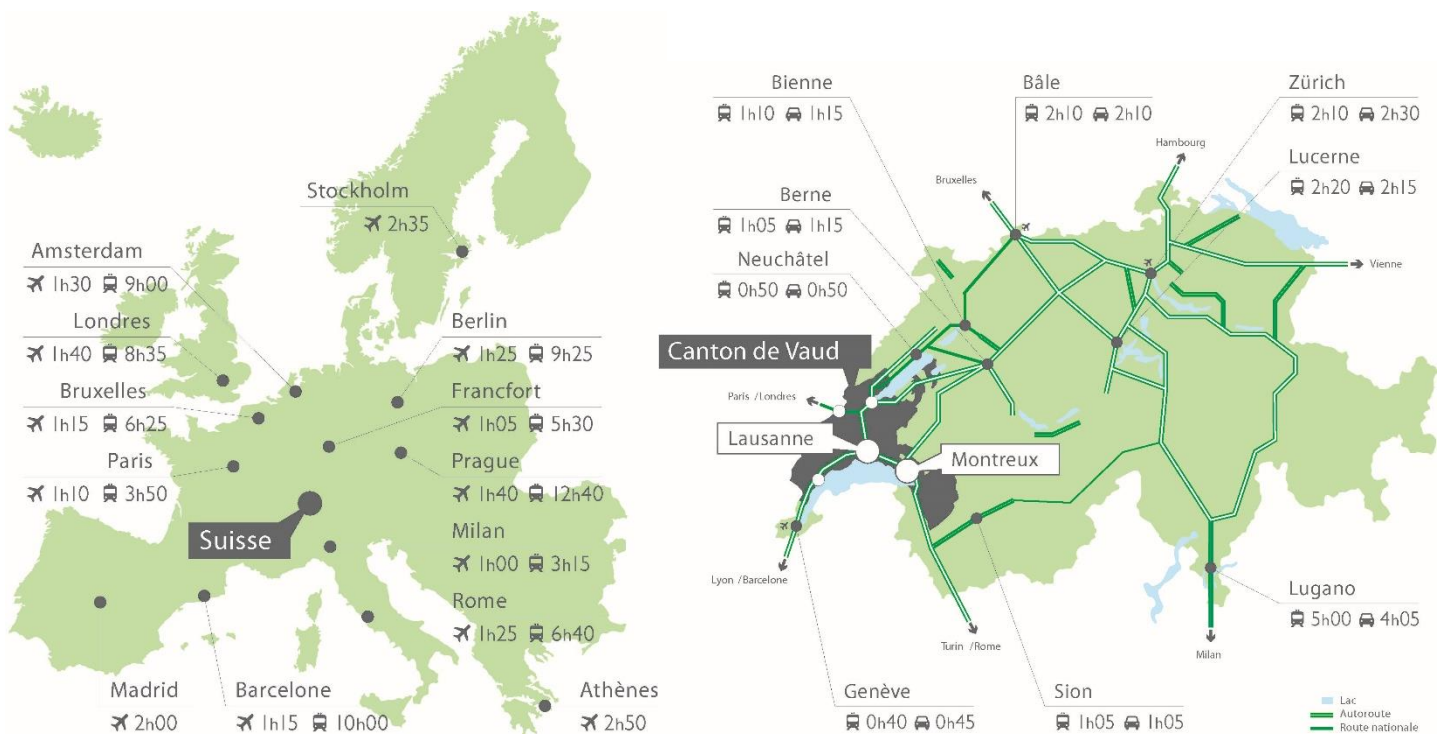 Stockholm
2h35
Amsterdam
1h30 9h00
Londres
1h40 8h35
Bruxelles
1h15 6h25
Paris
1h10 3h50
Berlin
1h25 9h25
Francfort
1h05 5h30
Prague
1h40 12h40
Milan
1h00 3h15
Rome
1h25 6h40
Suisse
Madrid
2h00
Barcelone
1h15 10h00
Athènes
2h50
Bienne
1h10 1h15
Bâle
2h10 2h10
Zürich
2h10 2h30
Hambourg
Lucerne
2h20 2h15
Bruxelles
Berne
1h05 1h15
Neuchâtel
0h50 0h50
Vienne
Canton de Vaud
Paris /Londres
Lausanne
Montreux
Lyon /Barcelone
Lugano
5h00 4h05
Turin /Rome
Milan
Genève
0h40 0h45
Sion
1h05 1h05
Lac
Autoroute
Route nationale